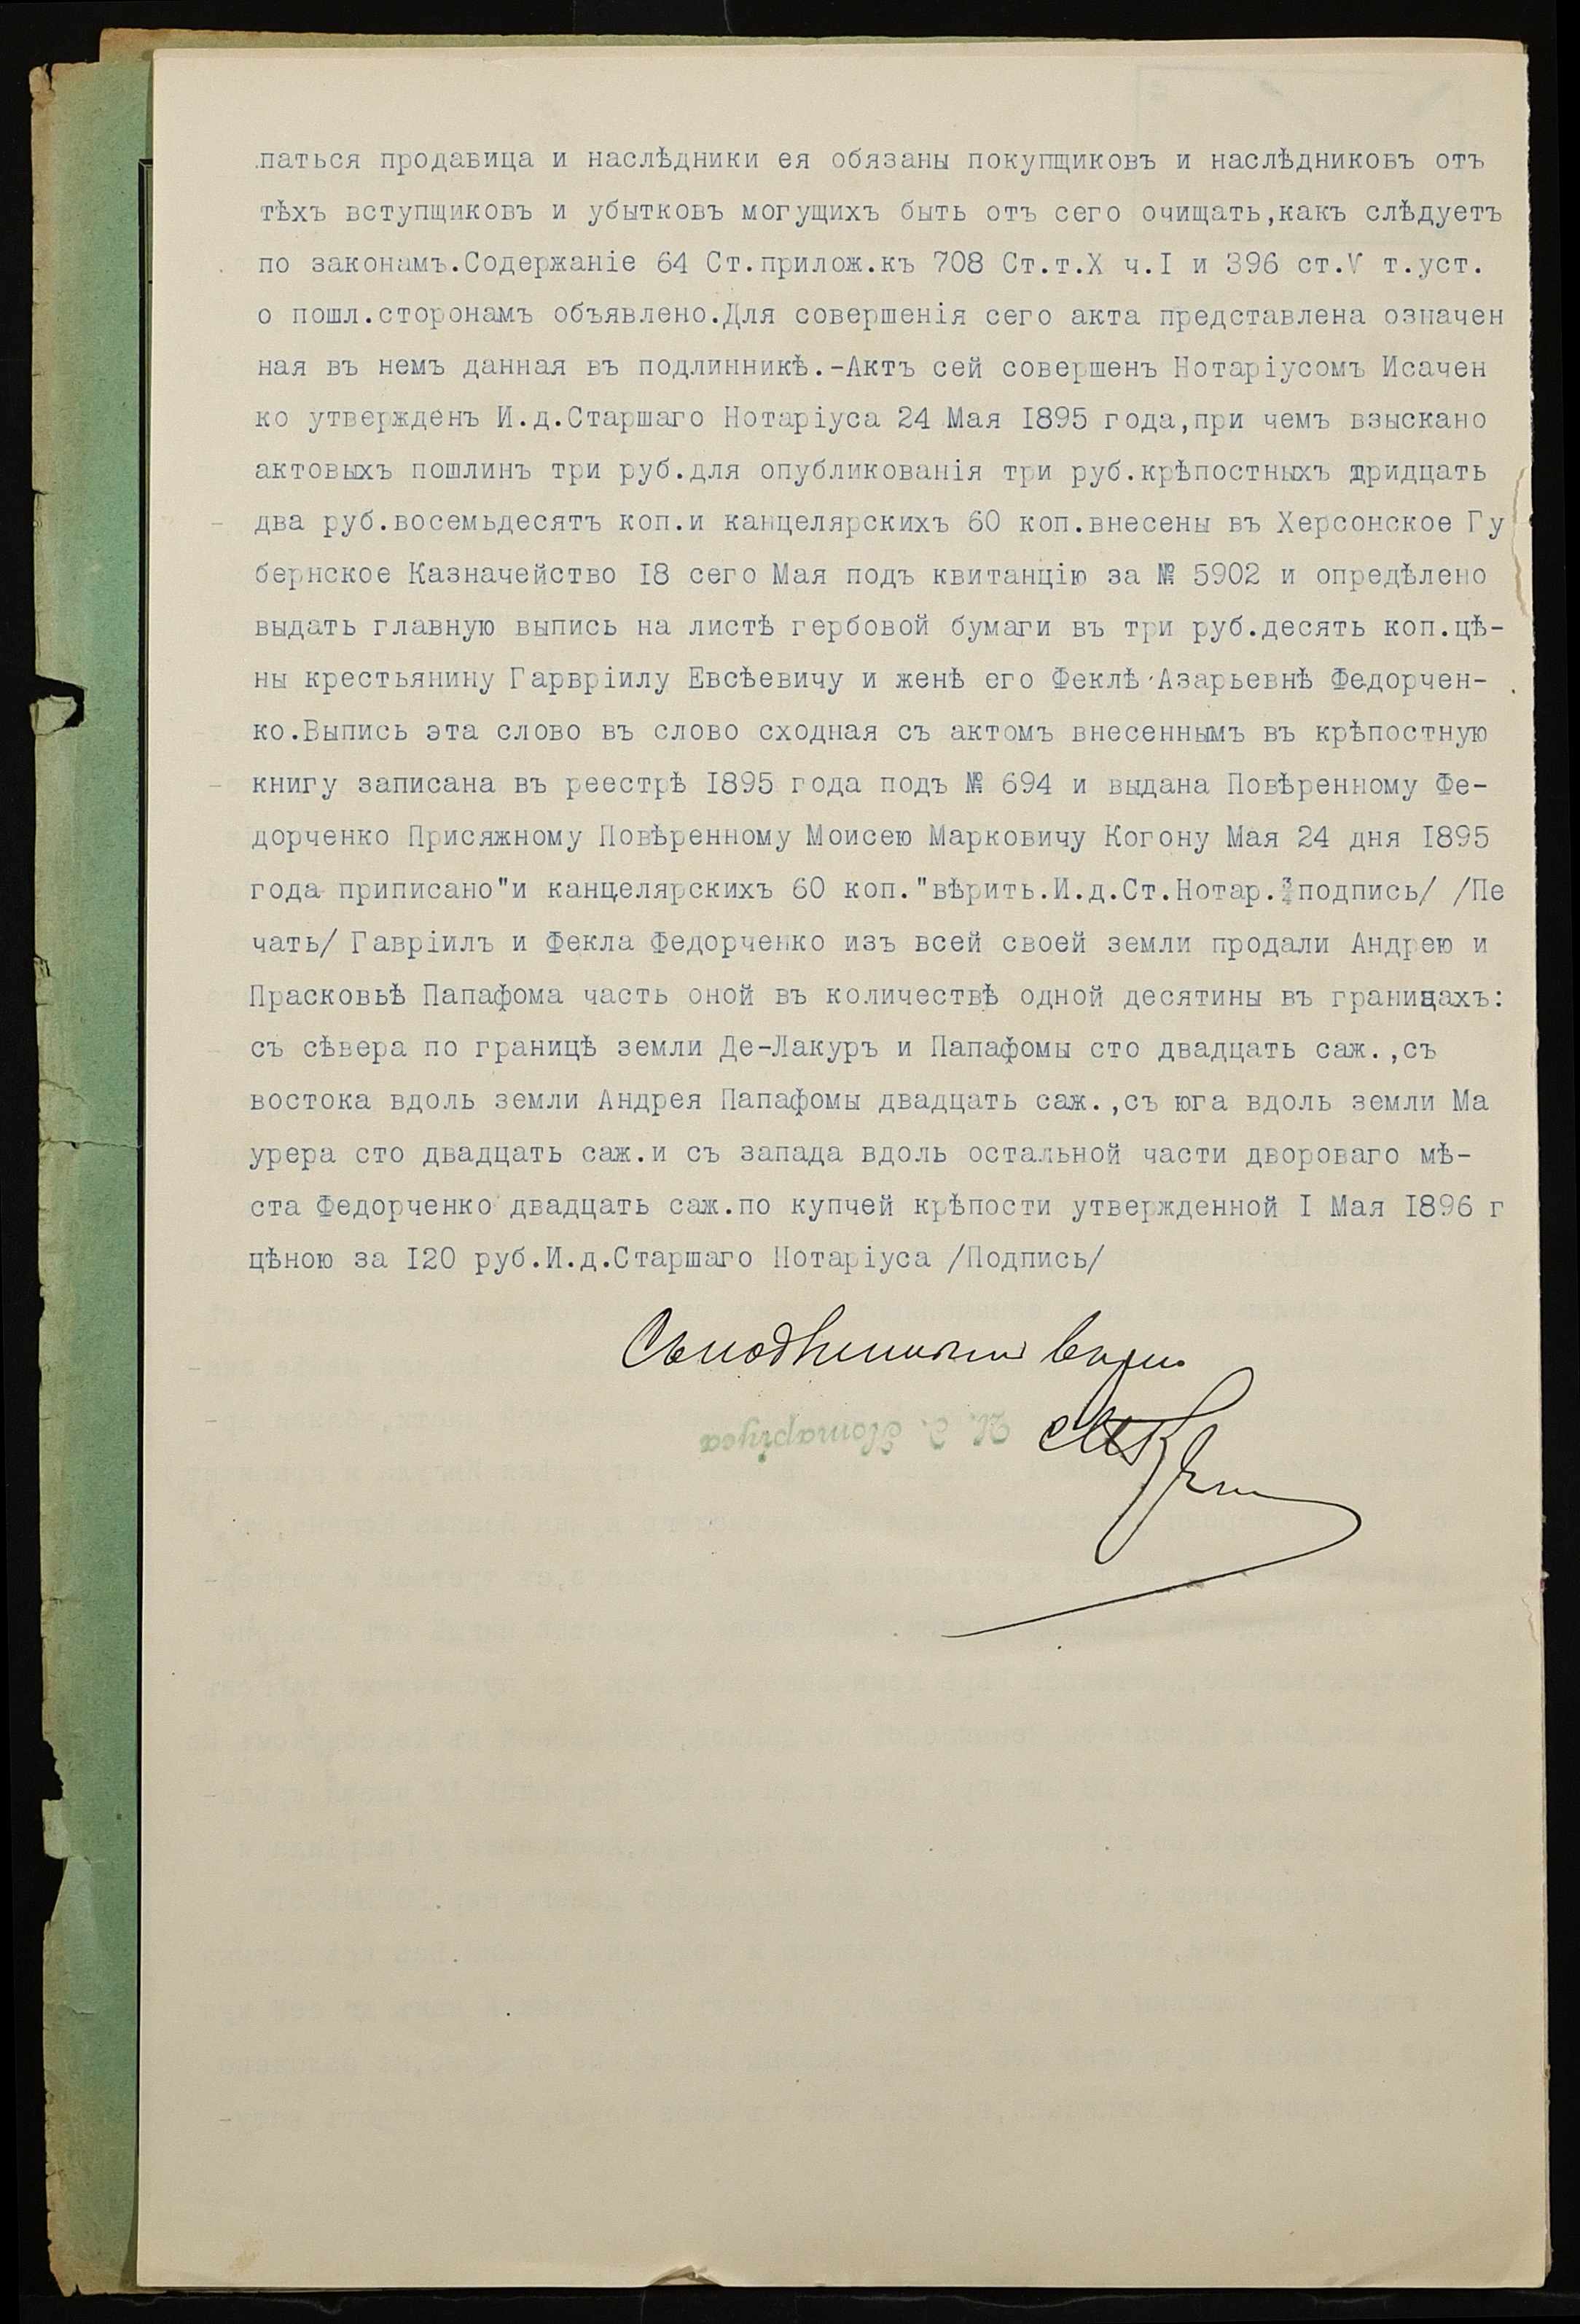 паться продавица и наслѣдники ея обязаны покупщиковъ и наслѣдниковъ отъ
тѣхъ вступщиковъ и убытковъ могущихъ быть отъ сего очищать,какъ слѣдуетъ
по законамъ.Содержаніе 64 Ст.прилож.къ 708 Ст.т.X ч.I и 396 ст.V т.уст.
о пошл.сторонамъ объявлено.Для совершенія сего акта представлена означен
ная въ немъ данная въ подлинникѣ.-Актъ сей совершенъ Нотаріусомъ Исачен
ко утвержденъ И.д.Старшаго Нотаріуса 24 Мая 1895 года,при чемъ взыскано
актовыхъ пошлинъ три руб.для опубликованія три руб.крѣпостныхъ тридцать
два руб.восемьдесятъ коп.и канцелярскихъ 60 коп.внесены въ Херсонское Гу
бернское Казначейство 18 сего Мая подъ квитанцію за № 5902 и опредѣлено
выдать главную выпись на листѣ гербовой бумаги въ три руб.десять коп.цѣ-
ны крестьянину Гарвріилу Евсѣевичу и женѣ его Феклѣ Азарьевнѣ Федорчен-
ко.Выпись эта слово въ слово сходная съ актомъ внесеннымъ въ крѣпостную
книгу записана въ реестрѣ 1895 года подъ № 694 и выдана Повѣренному Фе-
дорченко Присяжному Повѣренному Моисею Марковичу Когону Мая 24 дня 1895
года приписано"и канцелярскихъ 60 коп."вѣрить.И.д.Ст.Нотар./подпись/ /Пе
чать/ Гавріилъ и Фекла Федорченко изъ всей своей земли продали Андрею и
Прасковьѣ Папафома часть оной въ количествѣ одной десятины въ границахъ:
съ сѣвера по границѣ земли Де-Лакуръ и Папафомы сто двадцать саж.,съ
востока вдоль земли Андрея Папафомы двадцать саж.,съ юга вдоль земли Ма
урера сто двадцать саж.и съ запада вдоль остальной части двороваго мѣ-
ста Федорченко двадцать саж.по купчей крѣпости утвержденной I Мая 1896 г
цѣною за 120 руб.И.д.Старшаго Нотаріуса /Подпись/
Съ подлиннымъ вѣрно
И. д. Нотаріуса